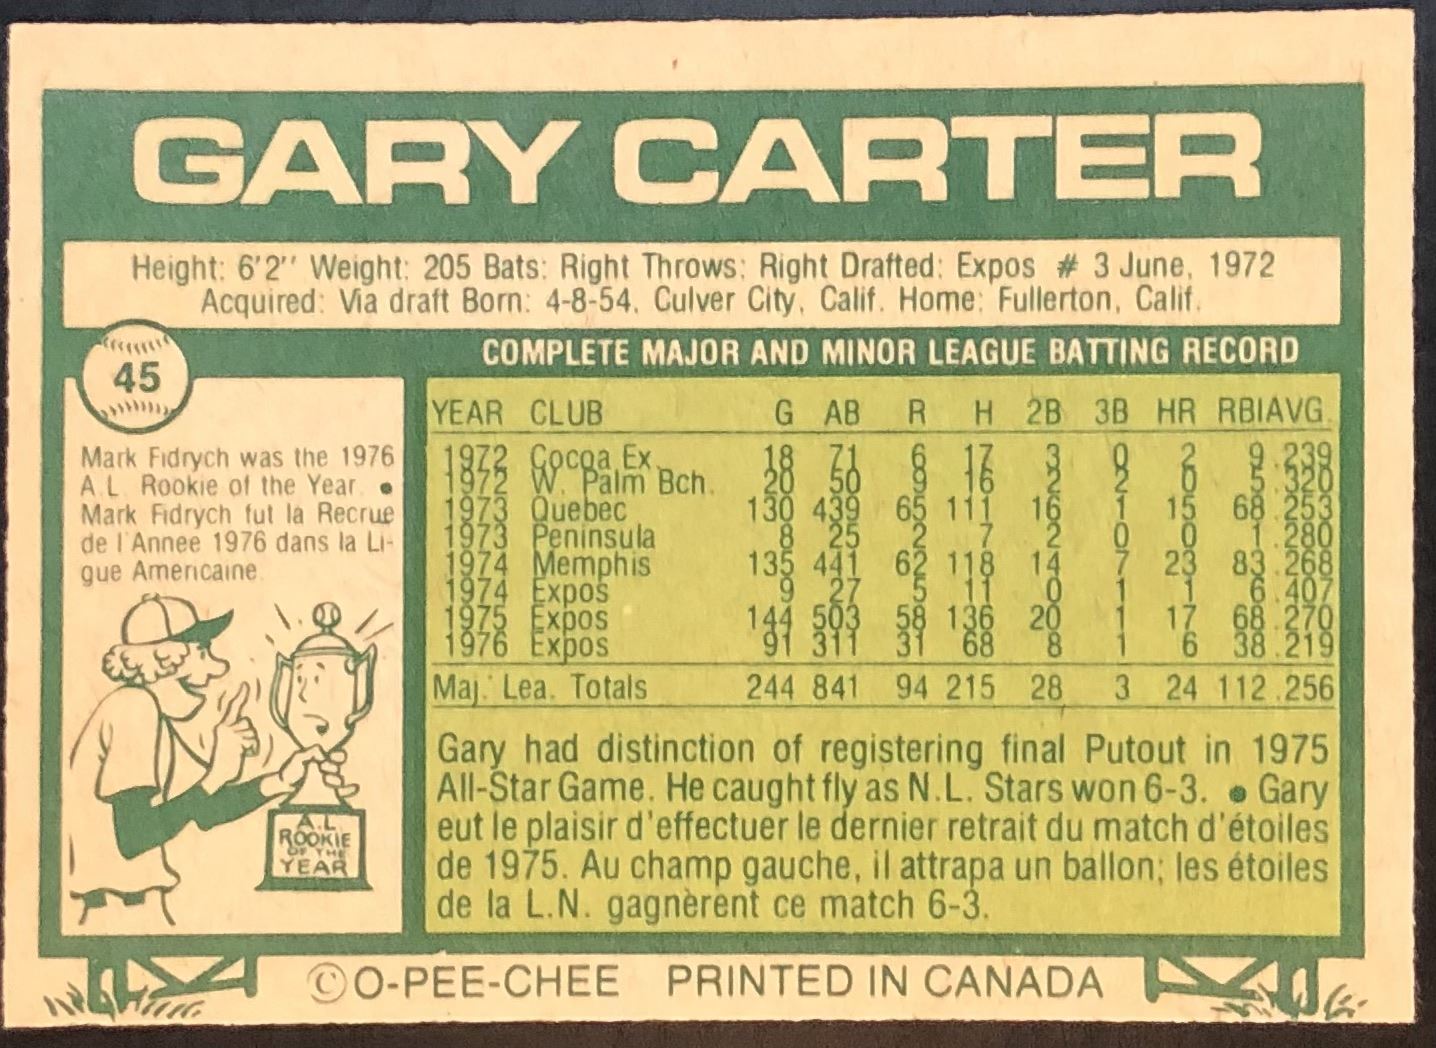 GARY CARTER
Height: 6'2'' Weight: 205 Bats: Right Throws: Right Drafted: Expos # 3 June, 1972
Acquired: Via draft Born: 4-8-54, Culver City, Calif. Home: Fullerton, Calif.
45
COMPLETE MAJOR AND MINOR LEAGUE BATTING RECORD
Mark Fidrych was the 1976
A.L. Rookie of the Year. •
Mark Fidrych fut la Recrue
de l'Annee 1976 dans la Li-
gue Americaine.
A.L.
ROOKIE
OF THE
YEAR
YEAR CLUB G AB R H 2B 3B HR RBI AVG.
1972 Cocoa Ex. 18 71 6 17 3 0 2 9 .239
1972 W. Palm Bch. 20 50 9 16 2 2 0 5 .320
1973 Quebec 130 439 65 111 16 1 15 68 .253
1973 Peninsula 8 25 2 7 2 0 0 1 .280
1974 Memphis 135 441 62 118 14 7 23 83 .268
1974 Expos 9 27 5 11 0 1 1 6 .407
1975 Expos 144 503 58 136 20 1 17 68 .270
1976 Expos 91 311 31 68 8 1 6 38 .219
Maj. Lea. Totals 244 841 94 215 28 3 24 112 .256
Gary had distinction of registering final Putout in 1975
All-Star Game. He caught fly as N.L. Stars won 6-3. • Gary
eut le plaisir d'effectuer le dernier retrait du match d'étoiles
de 1975. Au champ gauche, il attrapa un ballon; les étoiles
de la L.N. gagnèrent ce match 6-3.
©O-PEE-CHEE PRINTED IN CANADA